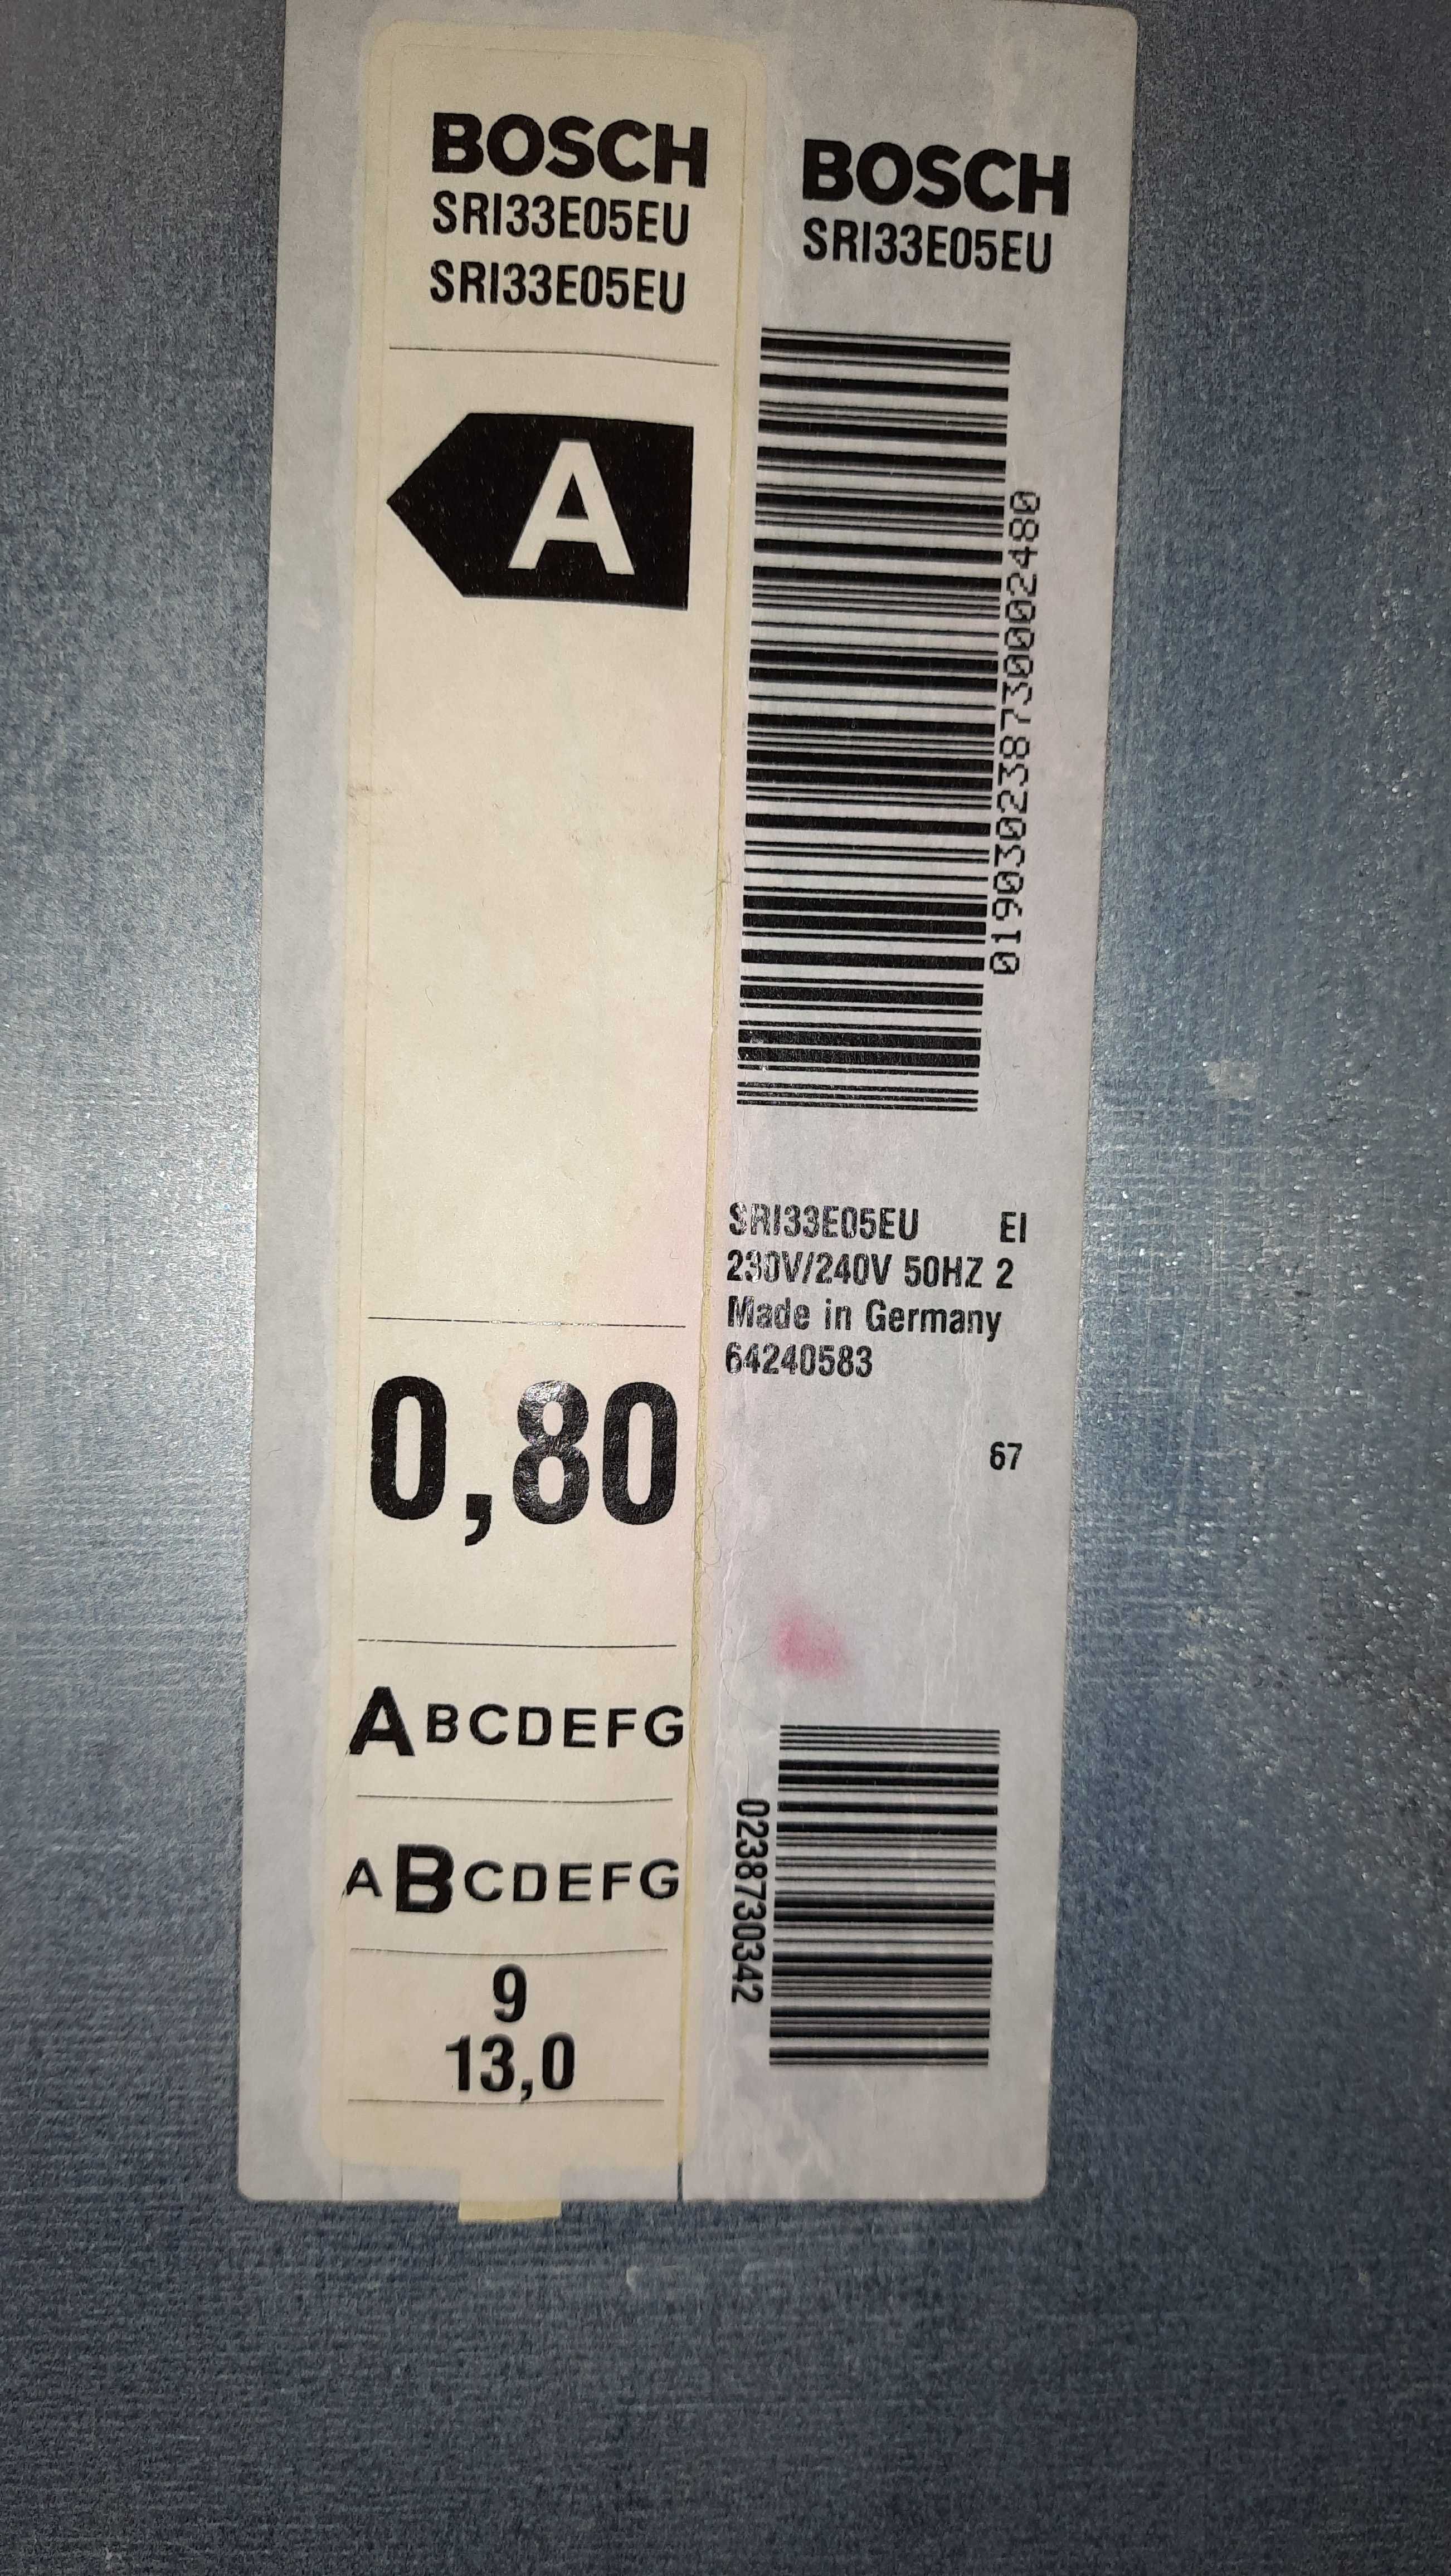 BOSCH
SRI33E05EU
SRI33E05EU
A
0,80
ABCDEFG
ABCDEFG
9
13,0
BOSCH
SRI33E05EU
019030238730002480
SRI33E05EU EI
230V/240V 50HZ 2
Made in Germany
64240583
67
0238730342